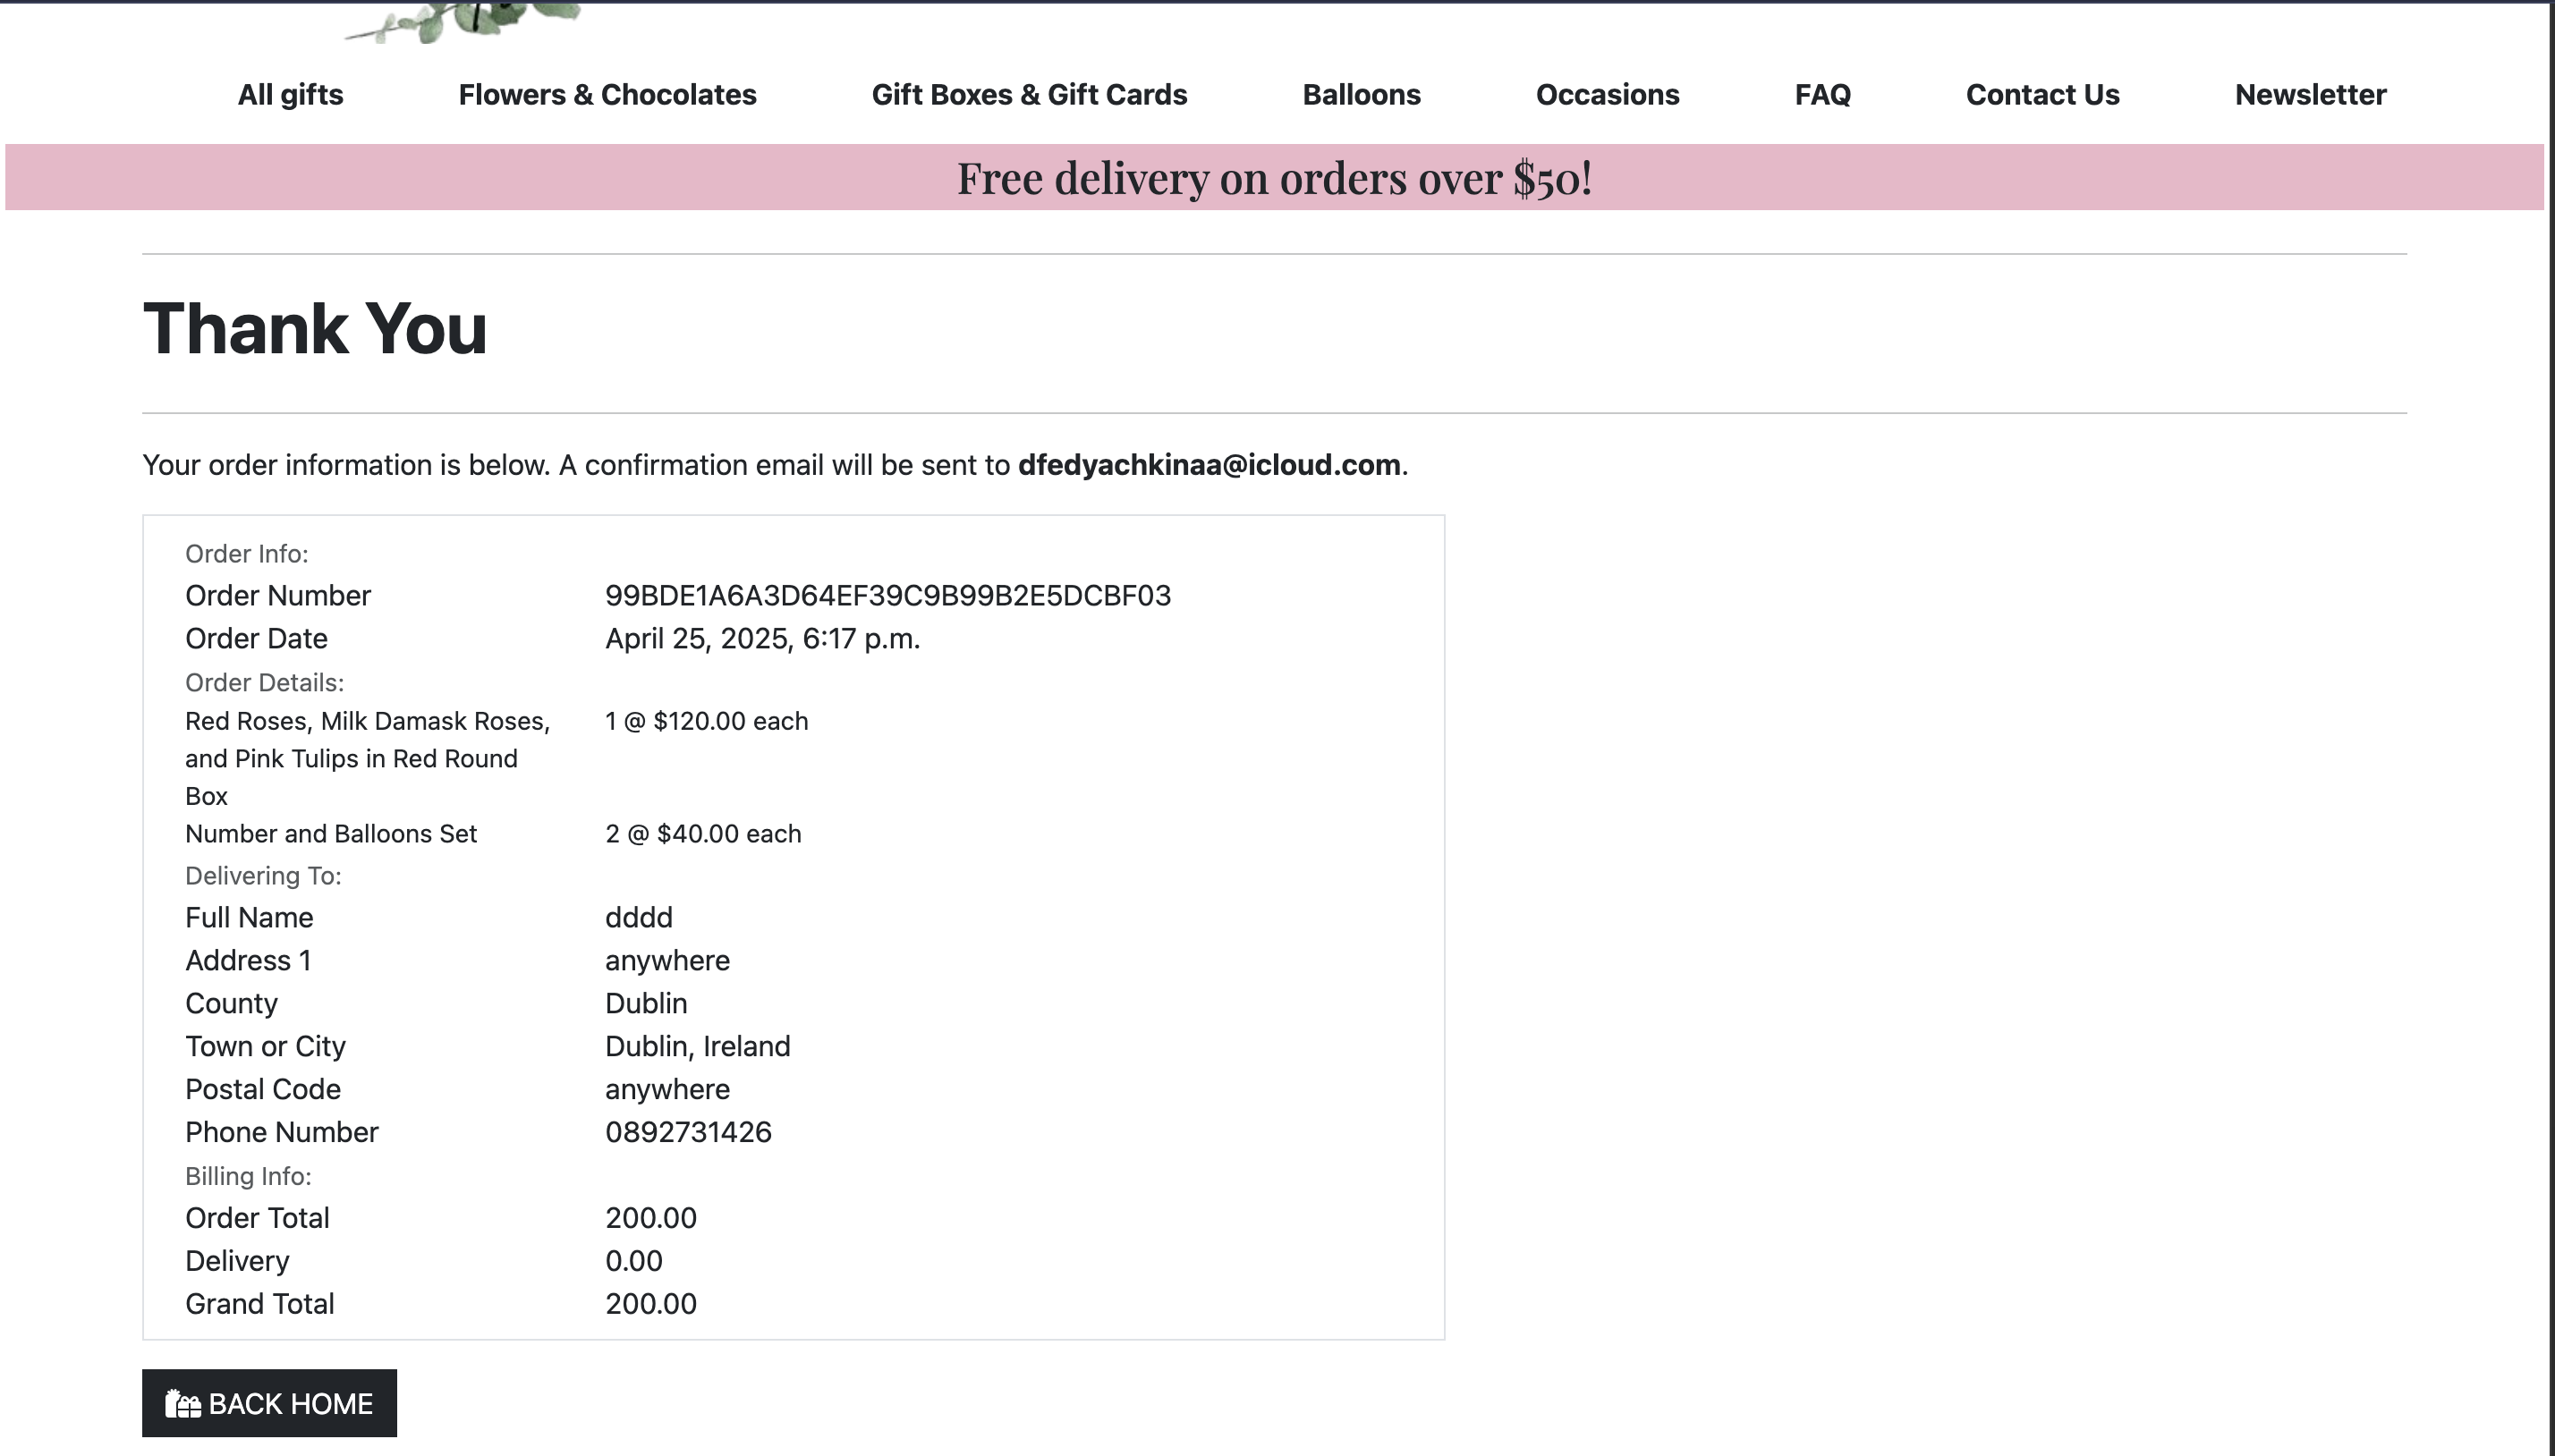 All gifts Flowers & Chocolates Gift Boxes & Gift Cards Balloons Occasions FAQ Contact Us Newsletter
Free delivery on orders over $50!
Thank You
Your order information is below. A confirmation email will be sent to dfedyachkinaa@icloud.com.
Order Info:
Order Number 99BDE1A6A3D64EF39C9B99B2E5DCBF03
Order Date April 25, 2025, 6:17 p.m.
Order Details:
Red Roses, Milk Damask Roses, 1 @ $120.00 each
and Pink Tulips in Red Round
Box
Number and Balloons Set 2 @ $40.00 each
Delivering To:
Full Name dddd
Address 1 anywhere
County Dublin
Town or City Dublin, Ireland
Postal Code anywhere
Phone Number 0892731426
Billing Info:
Order Total 200.00
Delivery 0.00
Grand Total 200.00
BACK HOME